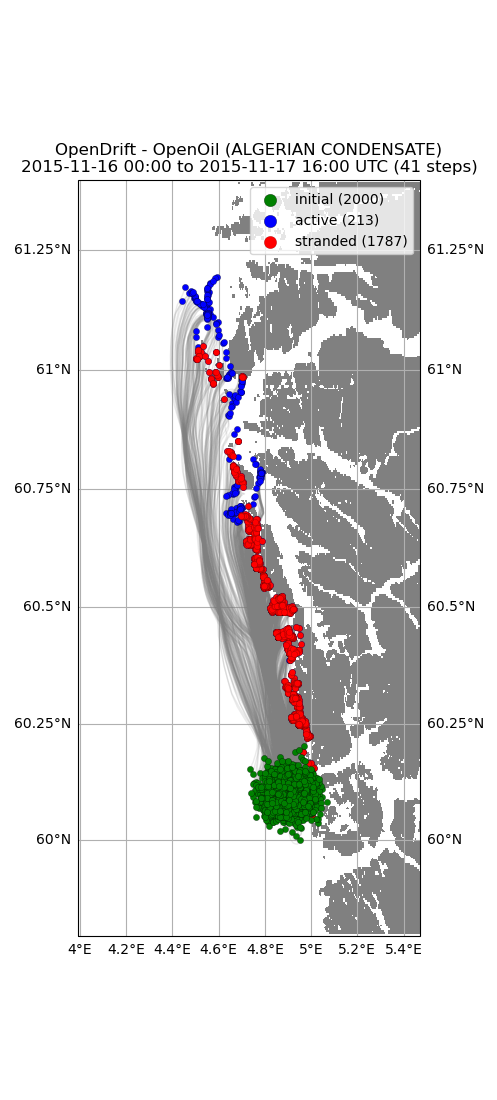 OpenDrift - OpenOil (ALGERIAN CONDENSATE)
2015-11-16 00:00 to 2015-11-17 16:00 UTC (41 steps)
initial (2000)
active (213)
stranded (1787)
61.25°N 61.25°N
61°N 61°N
60.75°N 60.75°N
60.5°N 60.5°N
60.25°N 60.25°N
60°N 60°N
4°E 4.2°E 4.4°E 4.6°E 4.8°E 5°E 5.2°E 5.4°E